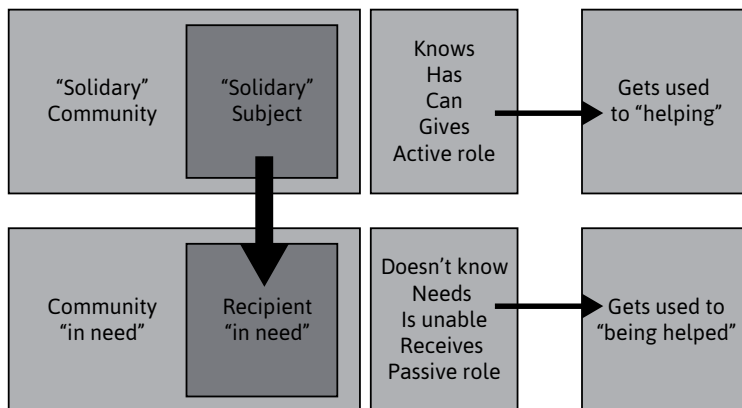 “Solidary”
Community
“Solidary”
Subject
Knows
Has
Can
Gives
Active role
Gets used
to “helping”
Community
“in need”
Recipient
“in need”
Doesn’t know
Needs
Is unable
Receives
Passive role
Gets used to
“being helped”